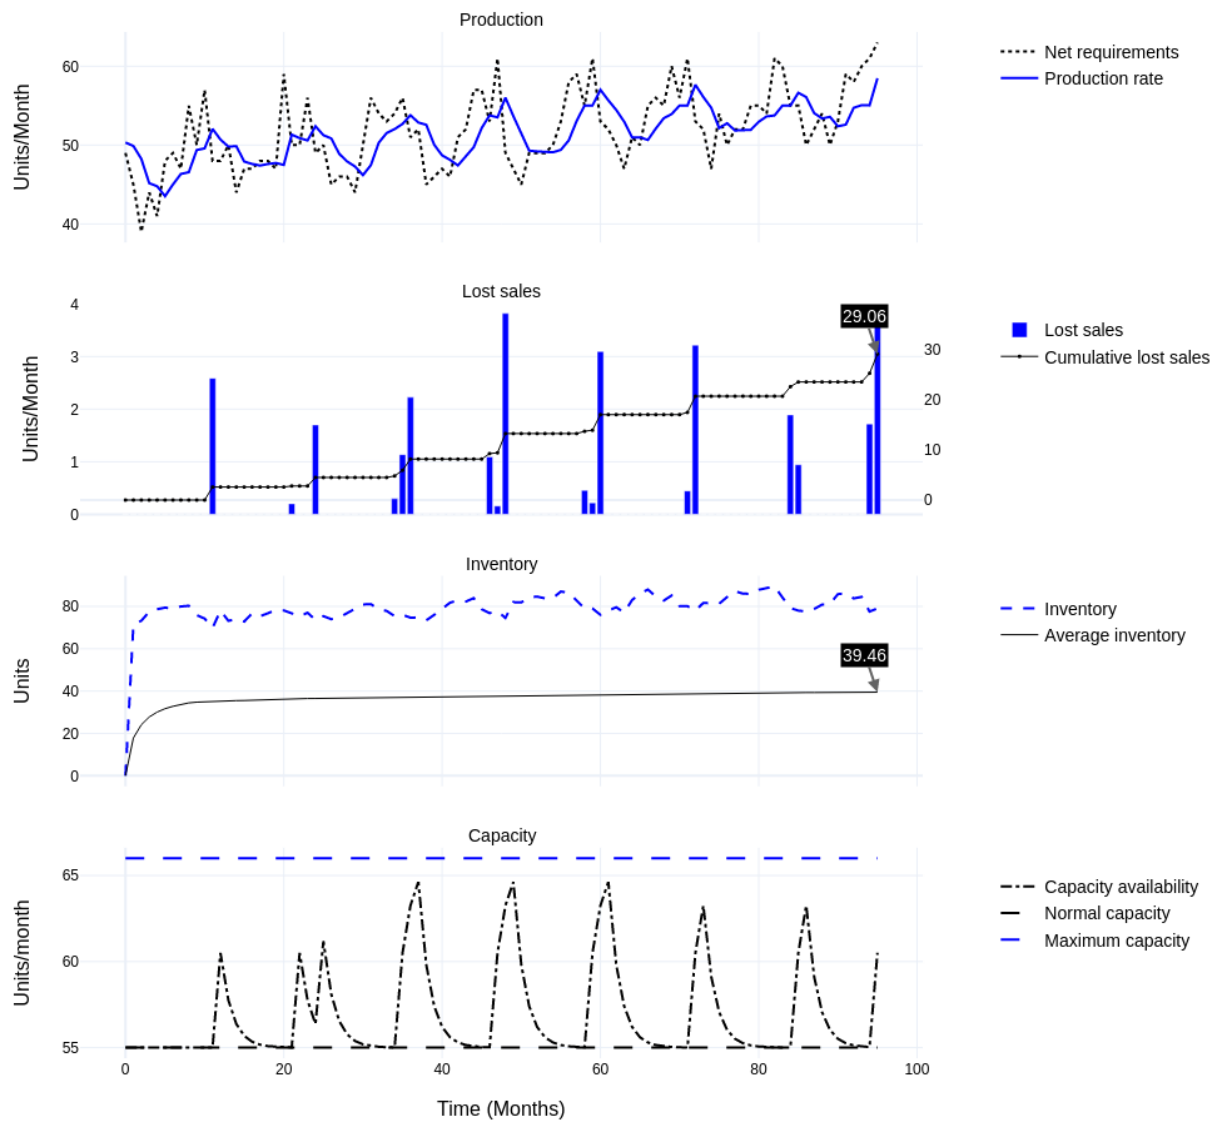 Production
60
50
40
Units/Month
Net requirements
Production rate
Lost sales
4
3
2
1
0
Units/Month
29.06
30
20
10
0
Lost sales
Cumulative lost sales
Inventory
80
60
40
20
0
Units
39.46
Inventory
Average inventory
Capacity
65
60
55
Units/month
Capacity availability
Normal capacity
Maximum capacity
0 20 40 60 80 100
Time (Months)